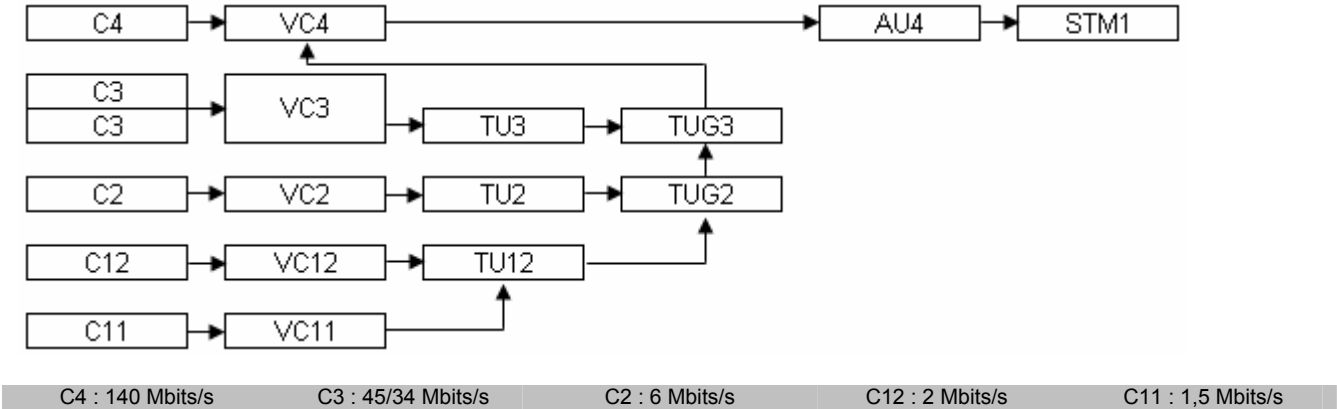 C4 VC4 AU4 STM1
C3
VC3
C3 TU3 TUG3
C2 VC2 TU2 TUG2
C12 VC12 TU12
C11 VC11
C4 : 140 Mbits/s C3 : 45/34 Mbits/s C2 : 6 Mbits/s C12 : 2 Mbits/s C11 : 1,5 Mbits/s